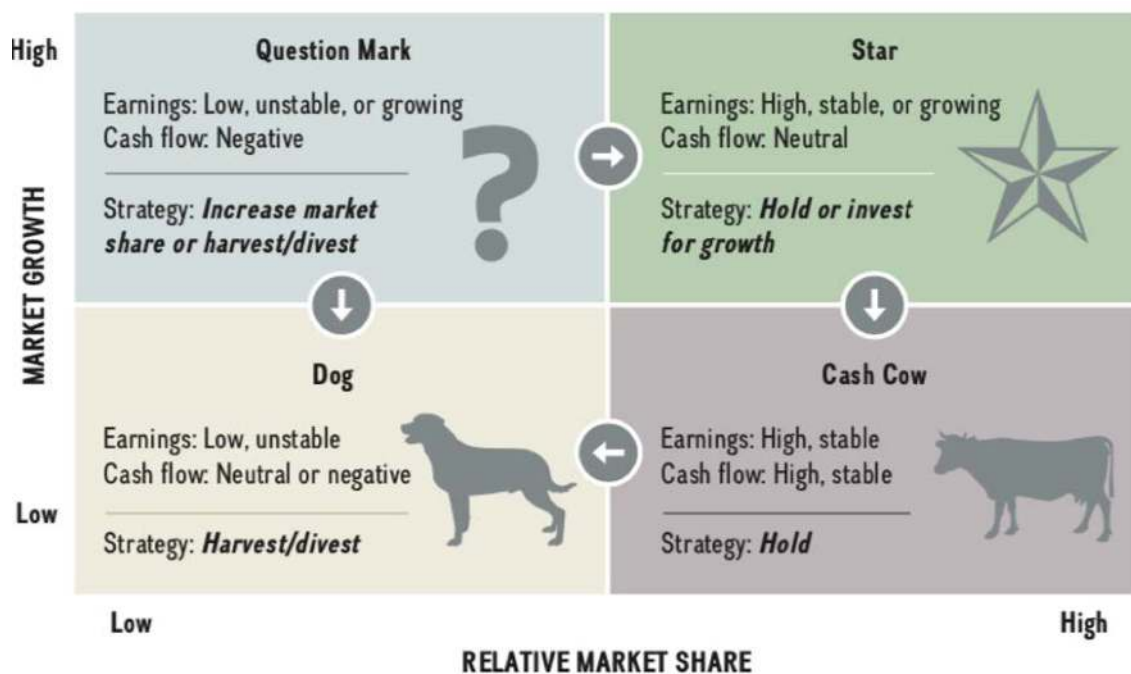 High
Question Mark
Earnings: Low, unstable, or growing
Cash flow: Negative
?
Strategy: Increase market
share or harvest/divest
Star
Earnings: High, stable, or growing
Cash flow: Neutral
Strategy: Hold or invest
for growth
MARKET GROWTH
Dog
Earnings: Low, unstable
Cash flow: Neutral or negative
Strategy: Harvest/divest
Cash Cow
Earnings: High, stable
Cash flow: High, stable
Strategy: Hold
Low
Low
High
RELATIVE MARKET SHARE